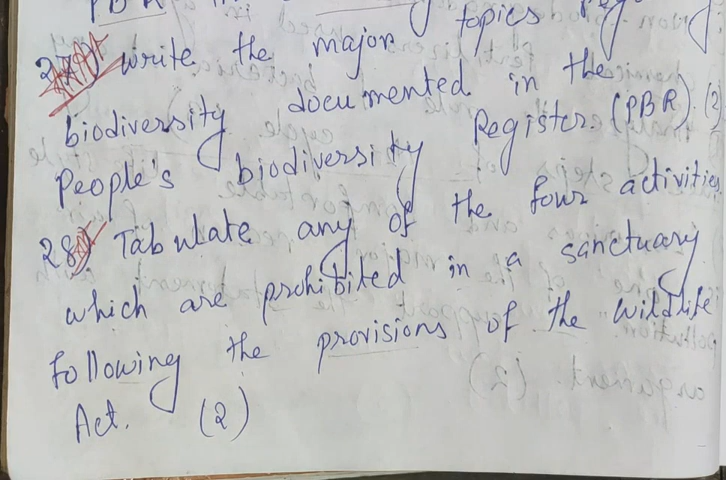 PBR
topics
27) write the major
biodiversity documented in the
People's biodiversity Register (PBR). (2
28) Tabulate any of the four activities
which are prohibited in a sanctuary
following the provisions of the wildlife
Act. (2)